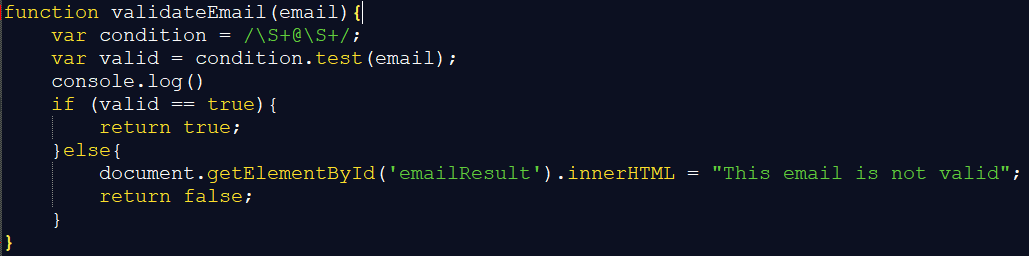 function validateEmail(email){
    var condition = /\S+@\S+/;
    var valid = condition.test(email);
    console.log()
    if (valid == true){
        return true;
    }else{
        document.getElementById('emailResult').innerHTML = "This email is not valid";
        return false;
    }
}